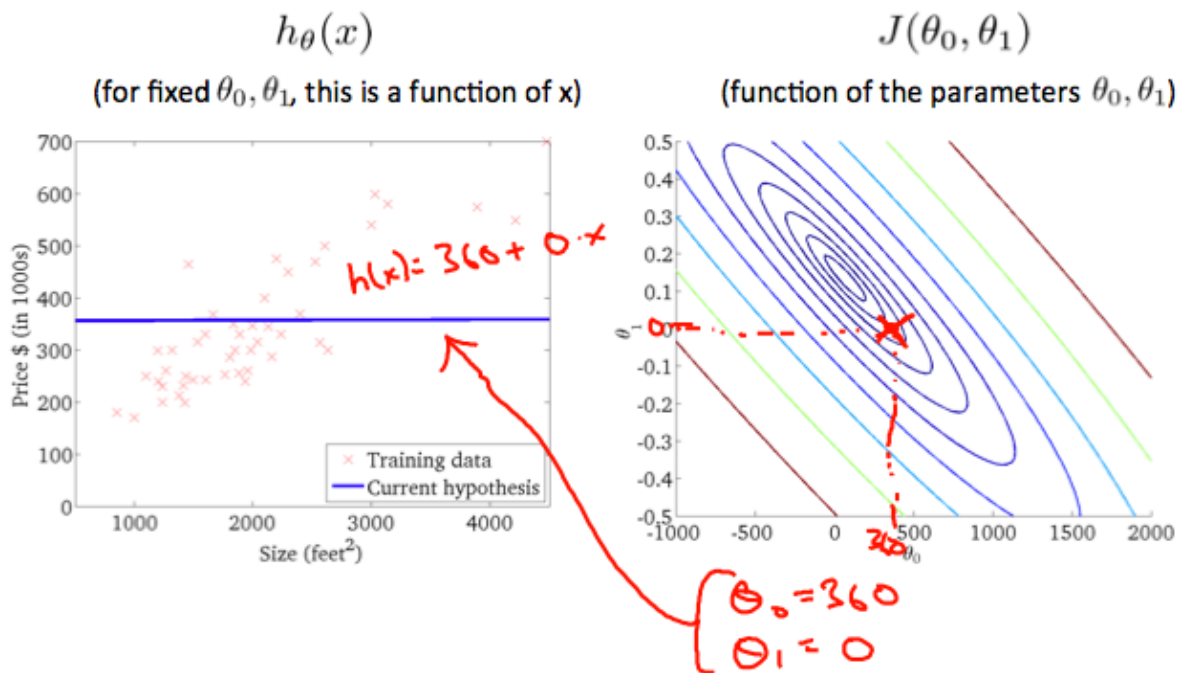 hθ(x)
(for fixed θ0, θ1, this is a function of x)
700
600
500
400
300
200
100
0
Price $ (in 1000s)
h(x) = 360 + 0·x
Training data
Current hypothesis
1000 2000 3000 4000
Size (feet²)
J(θ0, θ1)
(function of the parameters θ0, θ1)
0.5
0.4
0.3
0.2
0.1
0 0
-0.1
-0.2
-0.3
-0.4
-0.5
θ1
-1000 -500 0 500 1000 1500 2000
360 θ0
θ0 = 360
θ1 = 0